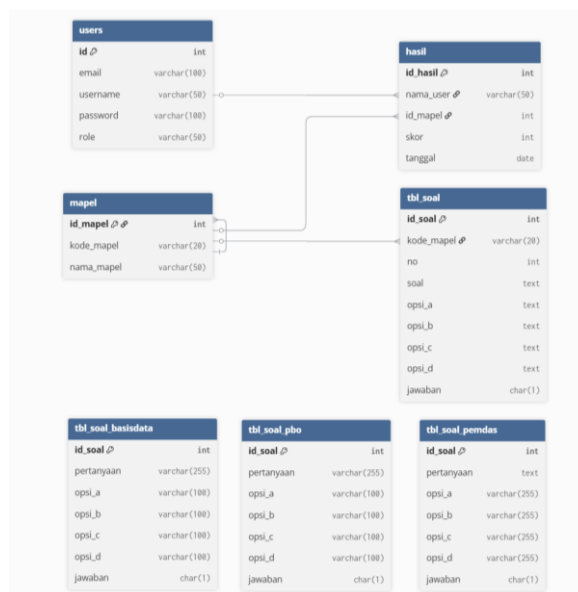 users
id int
email varchar(100)
username varchar(50)
password varchar(100)
role varchar(50)
hasil
id_hasil int
nama_user varchar(50)
id_mapel int
skor int
tanggal date
mapel
id_mapel int
kode_mapel varchar(20)
nama_mapel varchar(50)
tbl_soal
id_soal int
kode_mapel varchar(20)
no int
soal text
opsi_a text
opsi_b text
opsi_c text
opsi_d text
jawaban char(1)
tbl_soal_basisdata
id_soal int
pertanyaan varchar(255)
opsi_a varchar(100)
opsi_b varchar(100)
opsi_c varchar(100)
opsi_d varchar(100)
jawaban char(1)
tbl_soal_pbo
id_soal int
pertanyaan varchar(255)
opsi_a varchar(100)
opsi_b varchar(100)
opsi_c varchar(100)
opsi_d varchar(100)
jawaban char(1)
tbl_soal_pemdas
id_soal int
pertanyaan text
opsi_a varchar(255)
opsi_b varchar(255)
opsi_c varchar(255)
opsi_d varchar(255)
jawaban char(1)